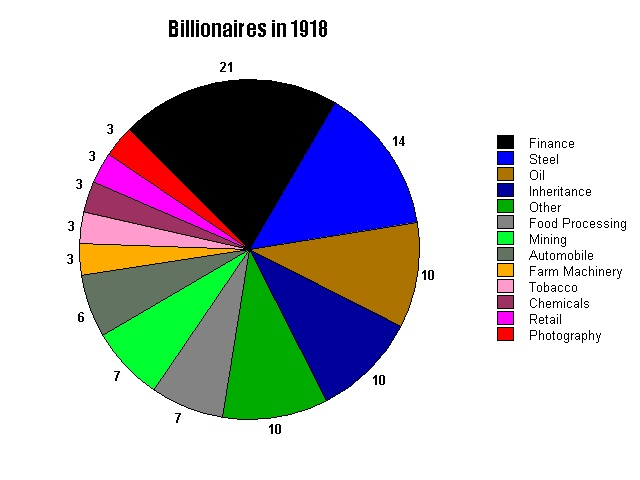 Billionaires in 1918
21
14
10
10
10
7
7
6
3
3
3
3
3
Finance
Steel
Oil
Inheritance
Other
Food Processing
Mining
Automobile
Farm Machinery
Tobacco
Chemicals
Retail
Photography